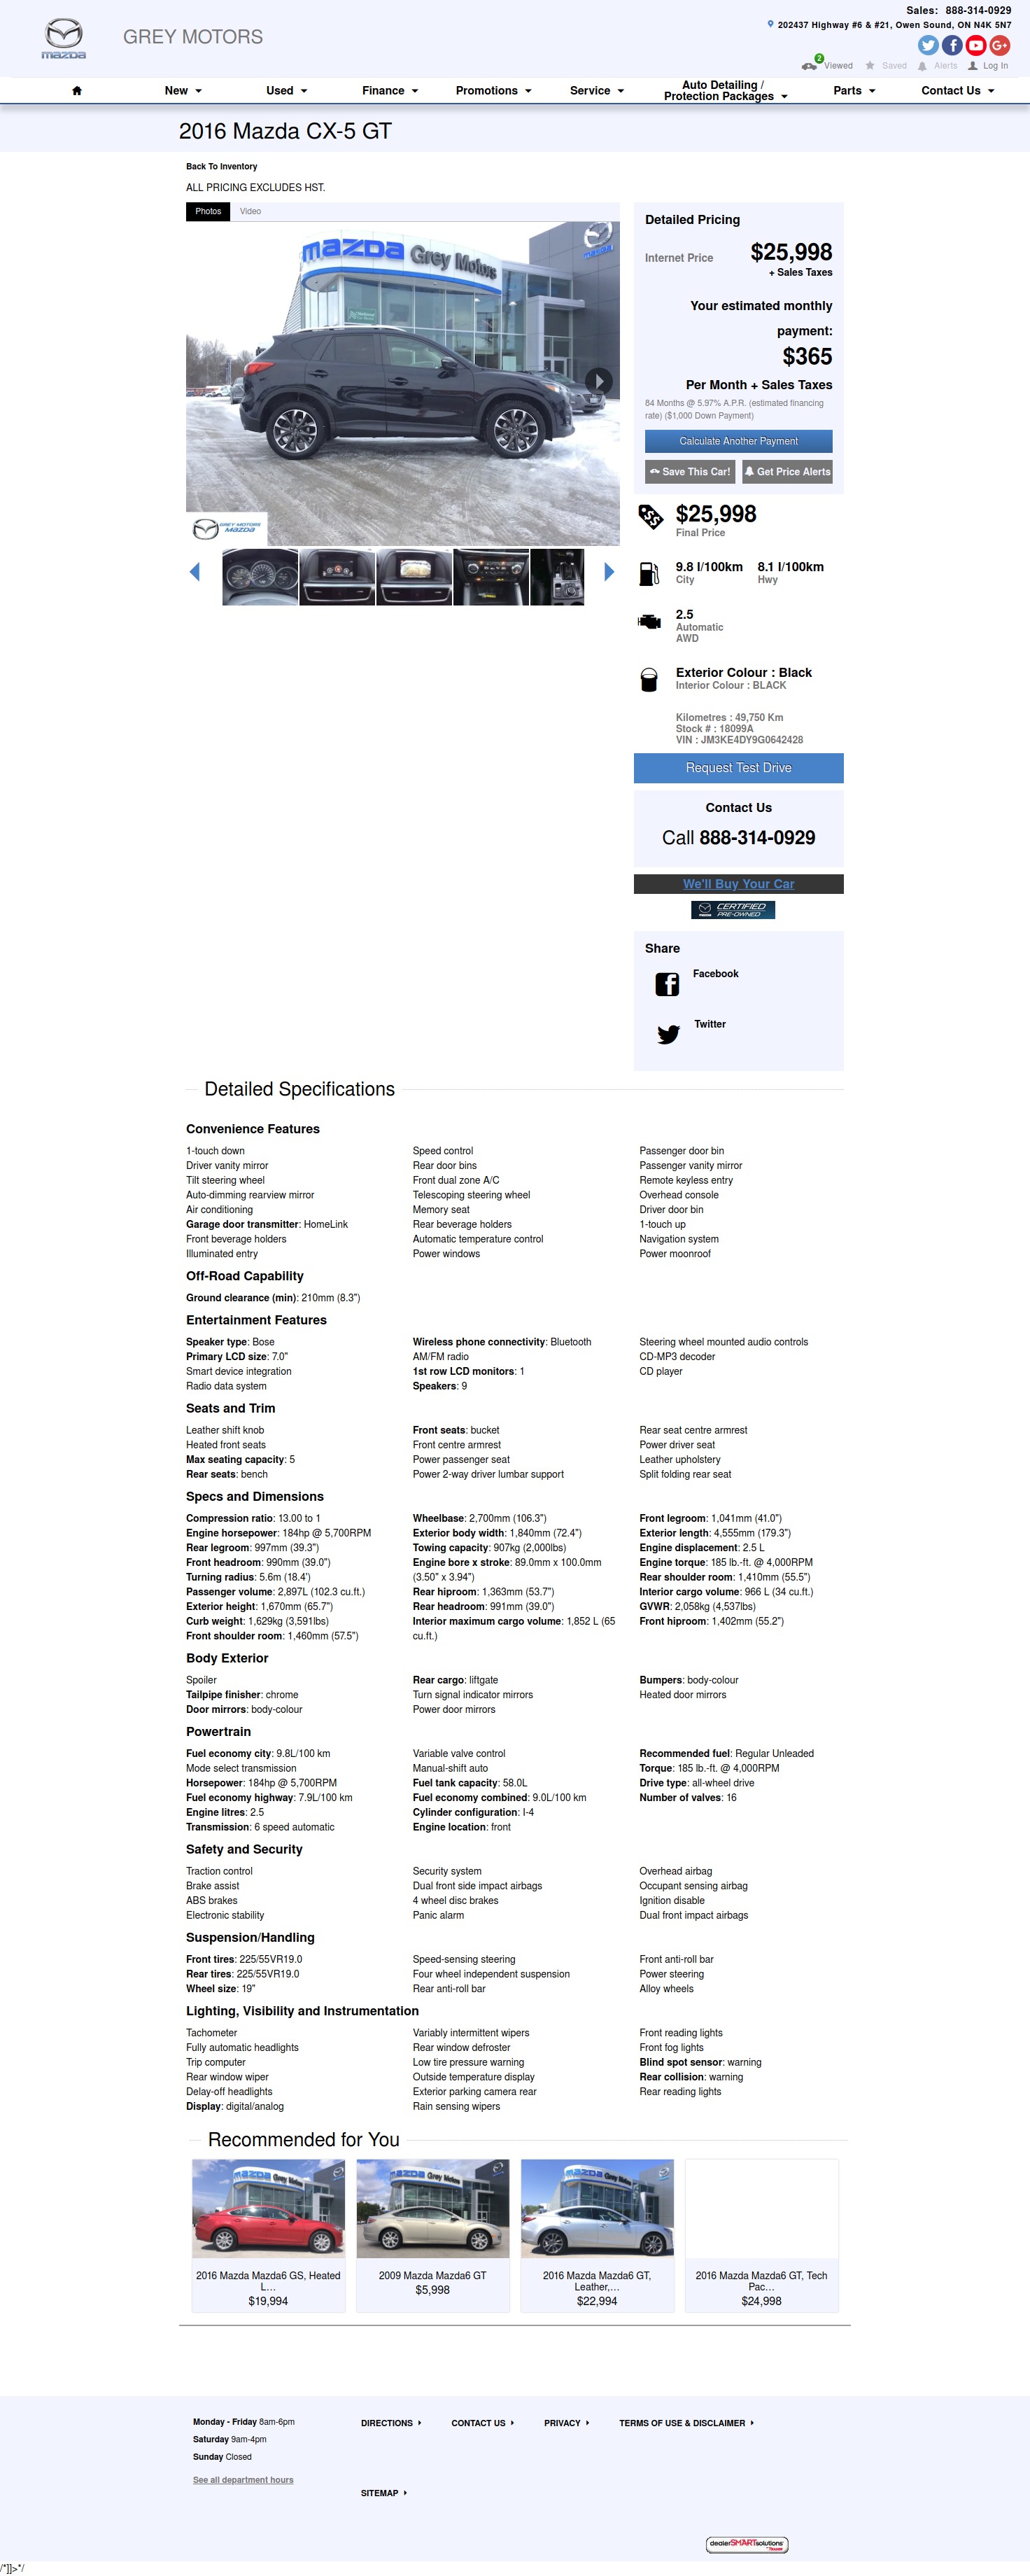 Sales: 888-314-0929
mazda
GREY MOTORS
202437 Highway #6 & #21, Owen Sound, ON N4K 5N7
2
Viewed Saved Alerts Log In
New Used Finance Promotions Service Auto Detailing / Protection Packages Parts Contact Us
2016 Mazda CX-5 GT
Back To Inventory
ALL PRICING EXCLUDES HST.
Photos Video
mazda Grey Motors
GREY MOTORS
mazda
Detailed Pricing
Internet Price $25,998
+ Sales Taxes
Your estimated monthly
payment:
$365
Per Month + Sales Taxes
84 Months @ 5.97% A.P.R. (estimated financing
rate) ($1,000 Down Payment)
Calculate Another Payment
Save This Car! Get Price Alerts
$25,998
Final Price
9.8 l/100km 8.1 l/100km
City Hwy
2.5
Automatic
AWD
Exterior Colour : Black
Interior Colour : BLACK
Kilometres : 49,750 Km
Stock # : 18099A
VIN : JM3KE4DY9G0642428
Request Test Drive
Contact Us
Call 888-314-0929
We'll Buy Your Car
CERTIFIED
PRE-OWNED
Share
Facebook
Twitter
Detailed Specifications
Convenience Features
1-touch down Speed control Passenger door bin
Driver vanity mirror Rear door bins Passenger vanity mirror
Tilt steering wheel Front dual zone A/C Remote keyless entry
Auto-dimming rearview mirror Telescoping steering wheel Overhead console
Air conditioning Memory seat Driver door bin
Garage door transmitter: HomeLink Rear beverage holders 1-touch up
Front beverage holders Automatic temperature control Navigation system
Illuminated entry Power windows Power moonroof
Off-Road Capability
Ground clearance (min): 210mm (8.3")
Entertainment Features
Speaker type: Bose Wireless phone connectivity: Bluetooth Steering wheel mounted audio controls
Primary LCD size: 7.0" AM/FM radio CD-MP3 decoder
Smart device integration 1st row LCD monitors: 1 CD player
Radio data system Speakers: 9
Seats and Trim
Leather shift knob Front seats: bucket Rear seat centre armrest
Heated front seats Front centre armrest Power driver seat
Max seating capacity: 5 Power passenger seat Leather upholstery
Rear seats: bench Power 2-way driver lumbar support Split folding rear seat
Specs and Dimensions
Compression ratio: 13.00 to 1 Wheelbase: 2,700mm (106.3") Front legroom: 1,041mm (41.0")
Engine horsepower: 184hp @ 5,700RPM Exterior body width: 1,840mm (72.4") Exterior length: 4,555mm (179.3")
Rear legroom: 997mm (39.3") Towing capacity: 907kg (2,000lbs) Engine displacement: 2.5 L
Front headroom: 990mm (39.0") Engine bore x stroke: 89.0mm x 100.0mm Engine torque: 185 lb.-ft. @ 4,000RPM
Turning radius: 5.6m (18.4') (3.50" x 3.94") Rear shoulder room: 1,410mm (55.5")
Passenger volume: 2,897L (102.3 cu.ft.) Rear hiproom: 1,363mm (53.7") Interior cargo volume: 966 L (34 cu.ft.)
Exterior height: 1,670mm (65.7") Rear headroom: 991mm (39.0") GVWR: 2,058kg (4,537lbs)
Curb weight: 1,629kg (3,591lbs) Interior maximum cargo volume: 1,852 L (65 Front hiproom: 1,402mm (55.2")
Front shoulder room: 1,460mm (57.5") cu.ft.)
Body Exterior
Spoiler Rear cargo: liftgate Bumpers: body-colour
Tailpipe finisher: chrome Turn signal indicator mirrors Heated door mirrors
Door mirrors: body-colour Power door mirrors
Powertrain
Fuel economy city: 9.8L/100 km Variable valve control Recommended fuel: Regular Unleaded
Mode select transmission Manual-shift auto Torque: 185 lb.-ft. @ 4,000RPM
Horsepower: 184hp @ 5,700RPM Fuel tank capacity: 58.0L Drive type: all-wheel drive
Fuel economy highway: 7.9L/100 km Fuel economy combined: 9.0L/100 km Number of valves: 16
Engine litres: 2.5 Cylinder configuration: I-4
Transmission: 6 speed automatic Engine location: front
Safety and Security
Traction control Security system Overhead airbag
Brake assist Dual front side impact airbags Occupant sensing airbag
ABS brakes 4 wheel disc brakes Ignition disable
Electronic stability Panic alarm Dual front impact airbags
Suspension/Handling
Front tires: 225/55VR19.0 Speed-sensing steering Front anti-roll bar
Rear tires: 225/55VR19.0 Four wheel independent suspension Power steering
Wheel size: 19" Rear anti-roll bar Alloy wheels
Lighting, Visibility and Instrumentation
Tachometer Variably intermittent wipers Front reading lights
Fully automatic headlights Rear window defroster Front fog lights
Trip computer Low tire pressure warning Blind spot sensor: warning
Rear window wiper Outside temperature display Rear collision: warning
Delay-off headlights Exterior parking camera rear Rear reading lights
Display: digital/analog Rain sensing wipers
Recommended for You
2016 Mazda Mazda6 GS, Heated 2009 Mazda Mazda6 GT 2016 Mazda Mazda6 GT, 2016 Mazda Mazda6 GT, Tech
L... Leather,... Pac...
$19,994 $5,998 $22,994 $24,998
Monday - Friday 8am-6pm
Saturday 9am-4pm
Sunday Closed
See all department hours
DIRECTIONS CONTACT US PRIVACY TERMS OF USE & DISCLAIMER
SITEMAP
dealerSMARTsolutions
/*]]>*/